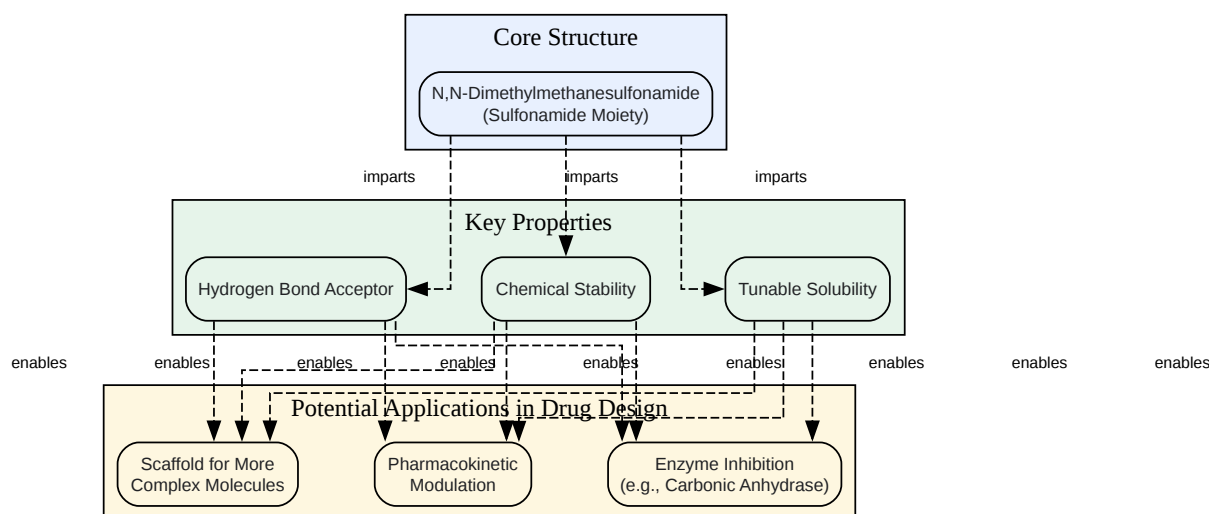 Core Structure
N,N-Dimethylmethanesulfonamide
(Sulfonamide Moiety)
imparts
imparts
imparts
Key Properties
Hydrogen Bond Acceptor
Chemical Stability
Tunable Solubility
enables
enables
enables
enables
enables
enables
enables
enables
enables
Potential Applications in Drug Design
Scaffold for More
Complex Molecules
Pharmacokinetic
Modulation
Enzyme Inhibition
(e.g., Carbonic Anhydrase)